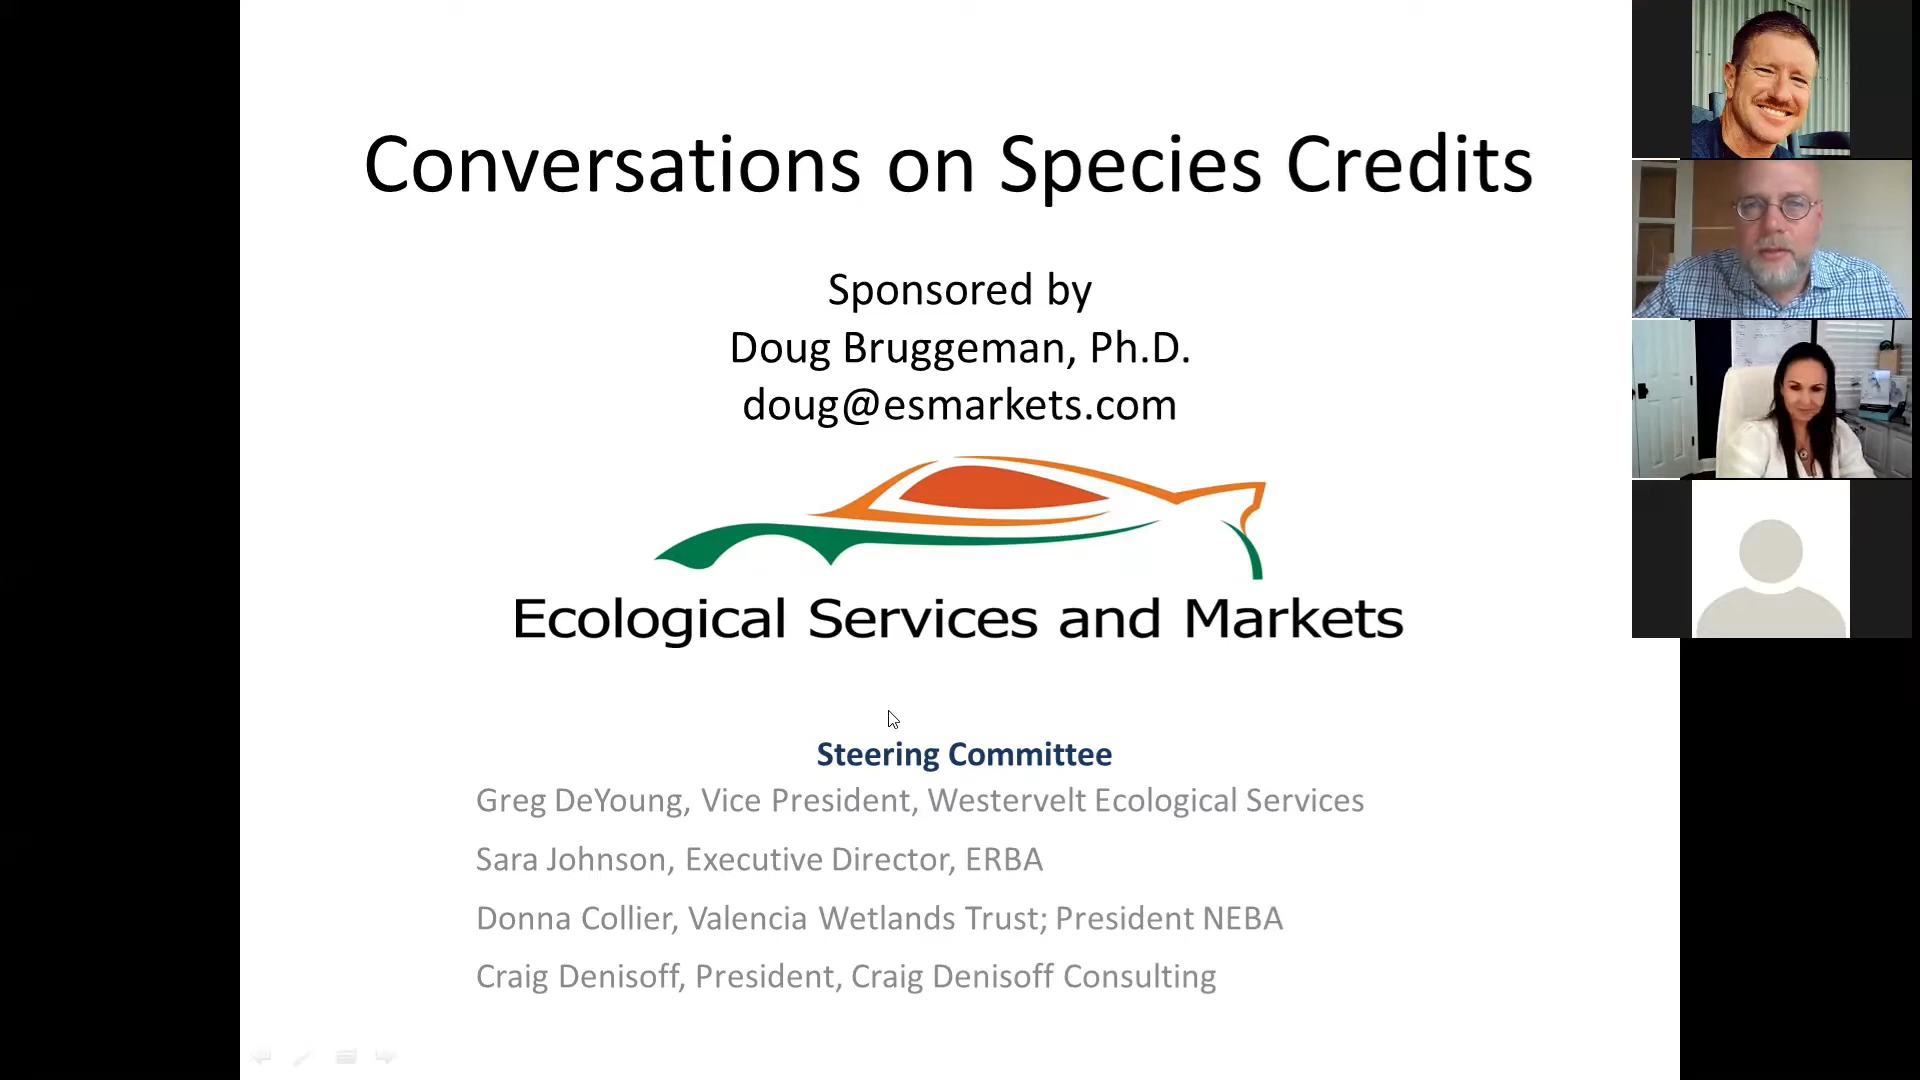 Conversations on Species Credits
Sponsored by
Doug Bruggeman, Ph.D.
doug@esmarkets.com
Ecological Services and Markets
Steering Committee
Greg DeYoung, Vice President, Westervelt Ecological Services
Sara Johnson, Executive Director, ERBA
Donna Collier, Valencia Wetlands Trust; President NEBA
Craig Denisoff, President, Craig Denisoff Consulting